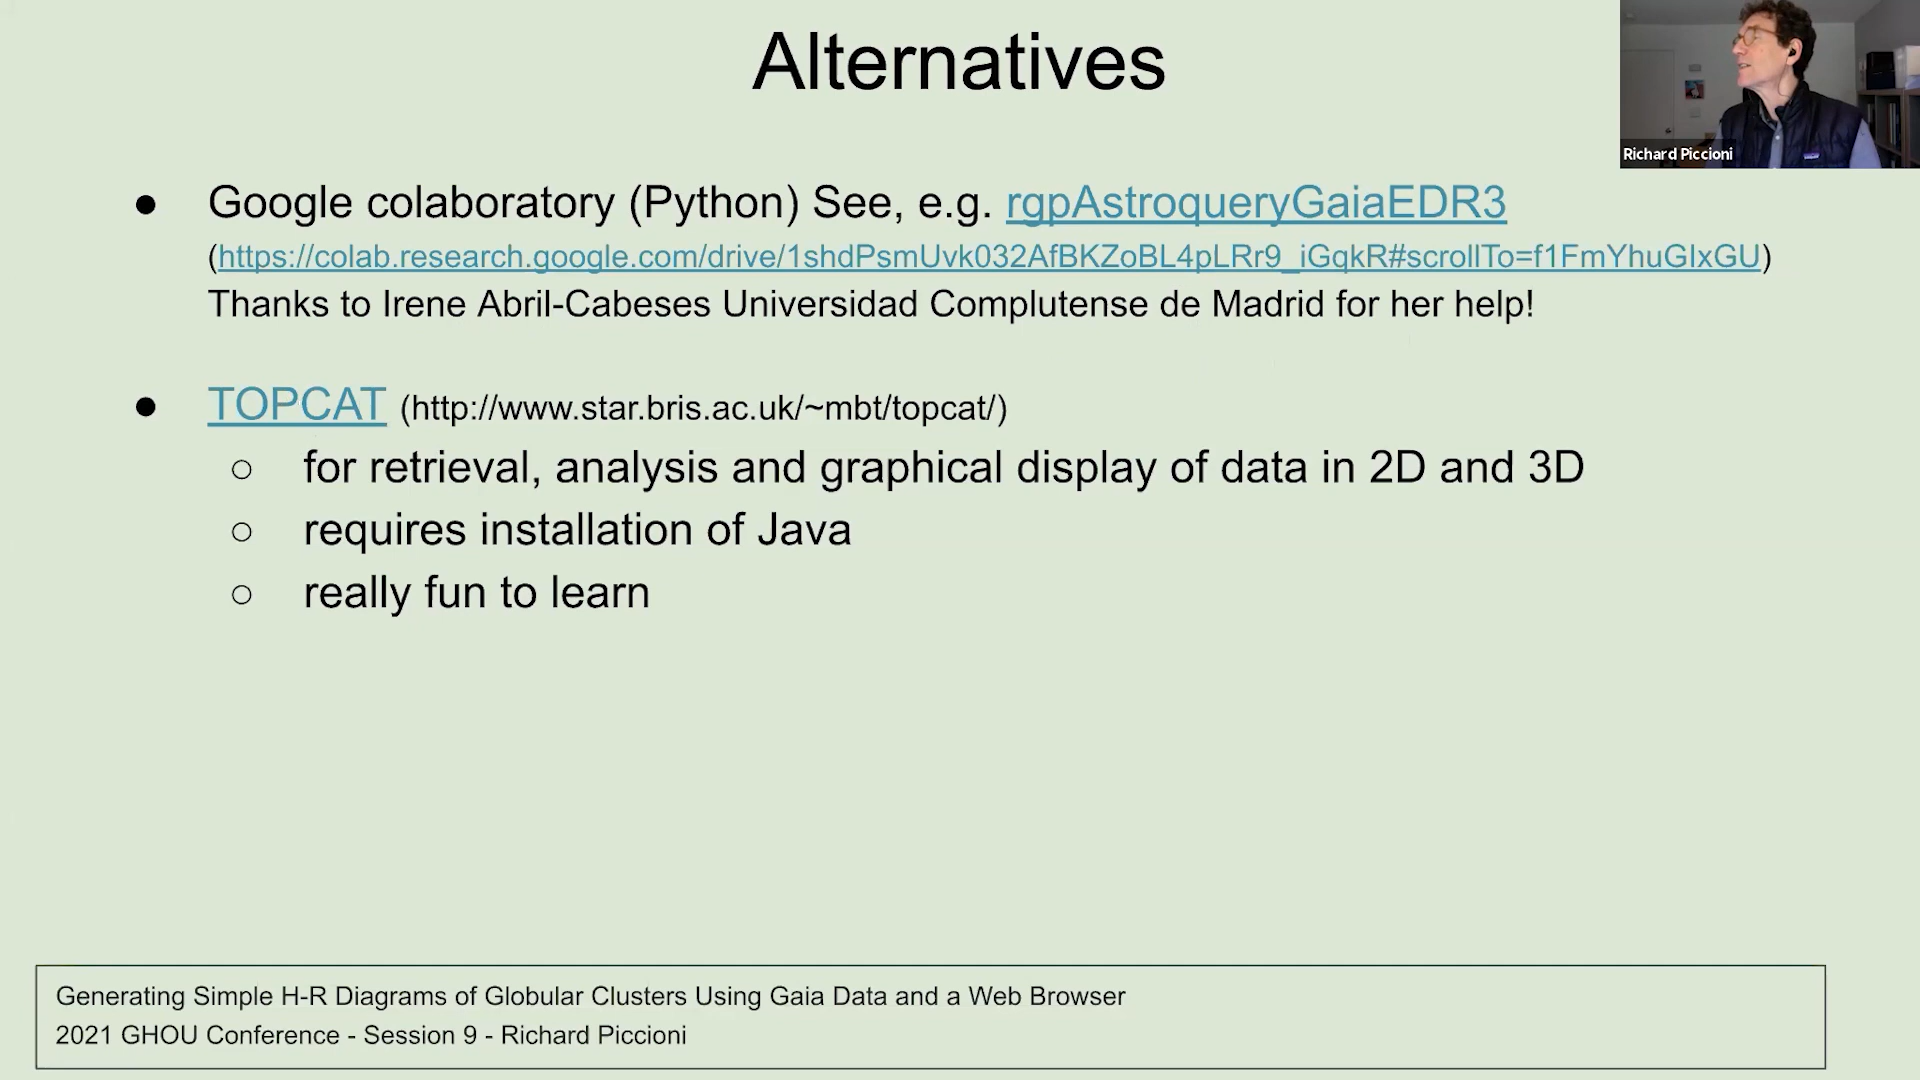 Alternatives
Richard Piccioni
● Google colaboratory (Python) See, e.g. rgpAstroqueryGaiaEDR3
(https://colab.research.google.com/drive/1shdPsmUvk032AfBKZoBL4pLRr9_iGqkR#scrollTo=f1FmYhuGIxGU)
Thanks to Irene Abril-Cabeses Universidad Complutense de Madrid for her help!
● TOPCAT (http://www.star.bris.ac.uk/~mbt/topcat/)
○ for retrieval, analysis and graphical display of data in 2D and 3D
○ requires installation of Java
○ really fun to learn
Generating Simple H-R Diagrams of Globular Clusters Using Gaia Data and a Web Browser
2021 GHOU Conference - Session 9 - Richard Piccioni